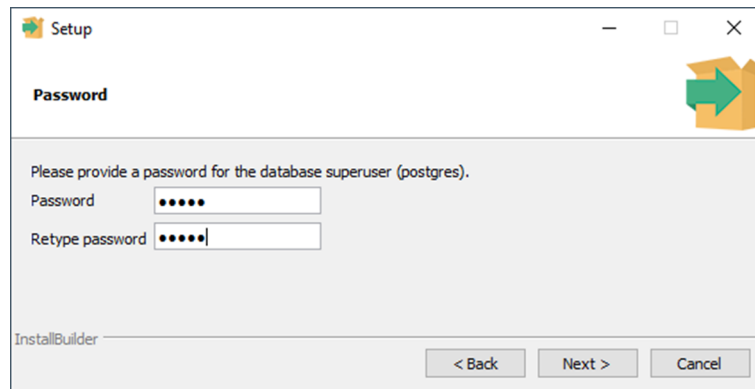 Setup
Password
Please provide a password for the database superuser (postgres).
Password •••••
Retype password •••••
InstallBuilder
< Back Next > Cancel